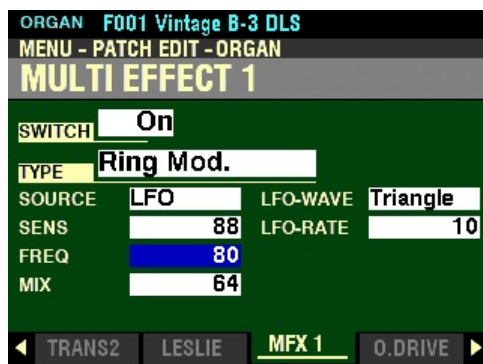 ORGAN F001 Vintage B-3 DLS
MENU - PATCH EDIT - ORGAN
MULTI EFFECT 1
SWITCH On
TYPE Ring Mod.
SOURCE LFO LFO-WAVE Triangle
SENS 88 LFO-RATE 10
FREQ 80
MIX 64
TRANS2 LESLIE MFX 1 O.DRIVE